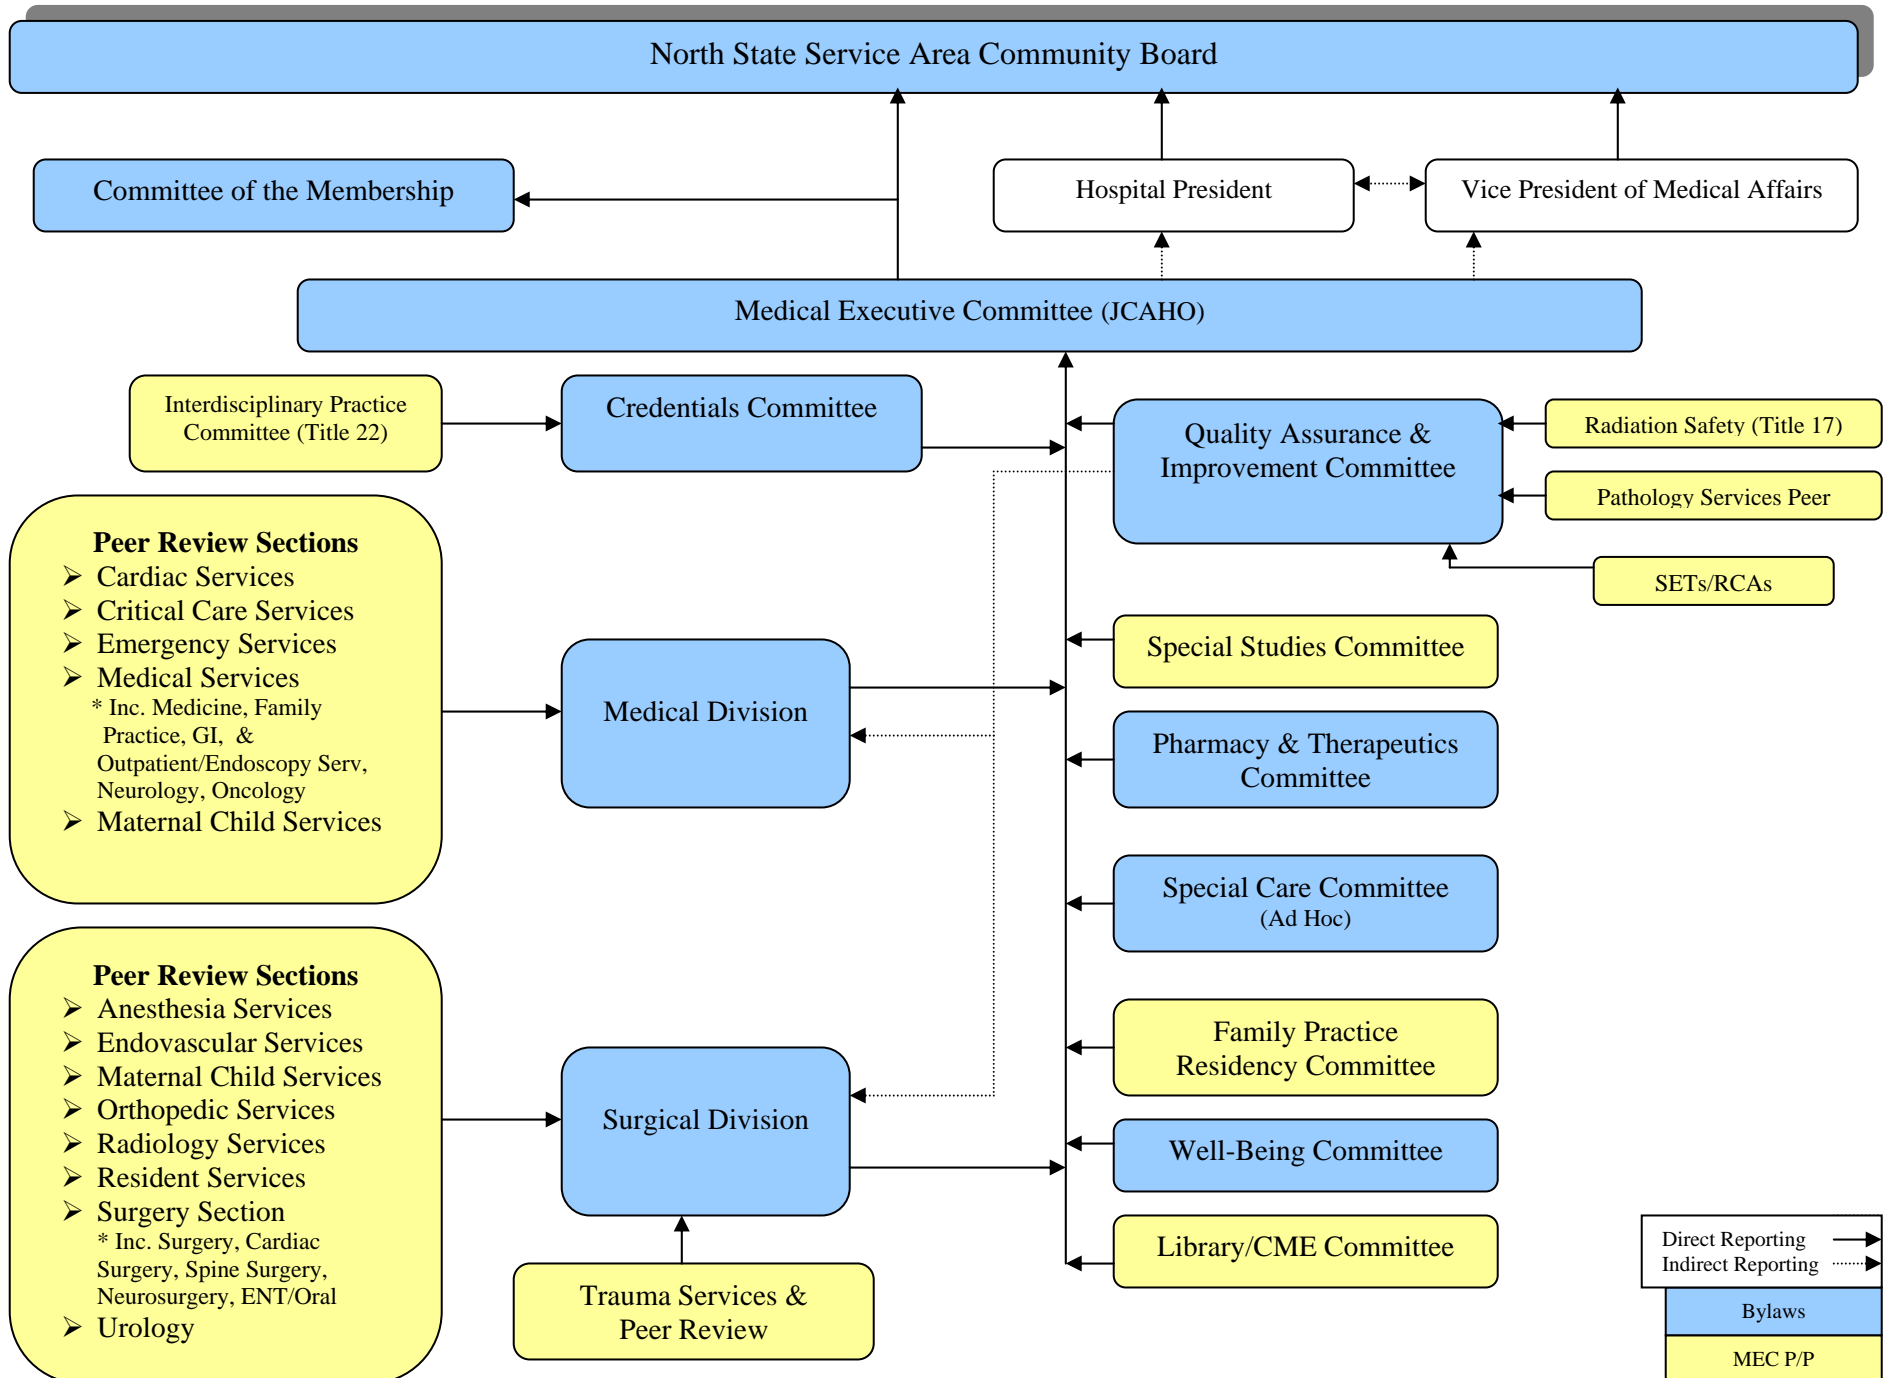 North State Service Area Community Board
Committee of the Membership
Hospital President
Vice President of Medical Affairs
Medical Executive Committee (JCAHO)
Interdisciplinary Practice
Committee (Title 22)
Credentials Committee
Quality Assurance &
Improvement Committee
Radiation Safety (Title 17)
Pathology Services Peer
SETs/RCAs
Peer Review Sections
➢ Cardiac Services
➢ Critical Care Services
➢ Emergency Services
➢ Medical Services
* Inc. Medicine, Family
Practice, GI, &
Outpatient/Endoscopy Serv,
Neurology, Oncology
➢ Maternal Child Services
Medical Division
Special Studies Committee
Pharmacy & Therapeutics
Committee
Special Care Committee
(Ad Hoc)
Peer Review Sections
➢ Anesthesia Services
➢ Endovascular Services
➢ Maternal Child Services
➢ Orthopedic Services
➢ Radiology Services
➢ Resident Services
➢ Surgery Section
* Inc. Surgery, Cardiac
Surgery, Spine Surgery,
Neurosurgery, ENT/Oral
➢ Urology
Surgical Division
Trauma Services &
Peer Review
Family Practice
Residency Committee
Well-Being Committee
Library/CME Committee
Direct Reporting
Indirect Reporting
Bylaws
MEC P/P